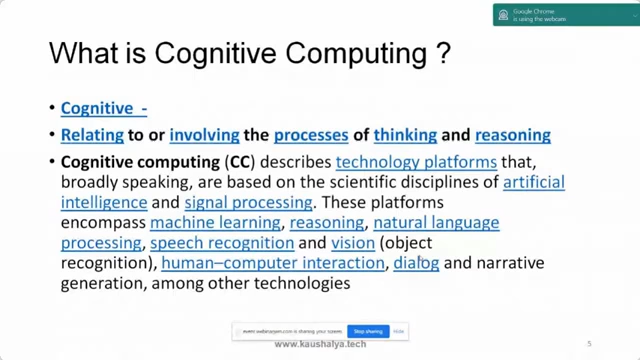 Google Chrome
is using the webcam
What is Cognitive Computing ?
• Cognitive -
• Relating to or involving the processes of thinking and reasoning
• Cognitive computing (CC) describes technology platforms that,
broadly speaking, are based on the scientific disciplines of artificial
intelligence and signal processing. These platforms
encompass machine learning, reasoning, natural language
processing, speech recognition and vision (object
recognition), human–computer interaction, dialog and narrative
generation, among other technologies
is sharing your screen. Stop sharing Hide
www.kaushalya.tech 5